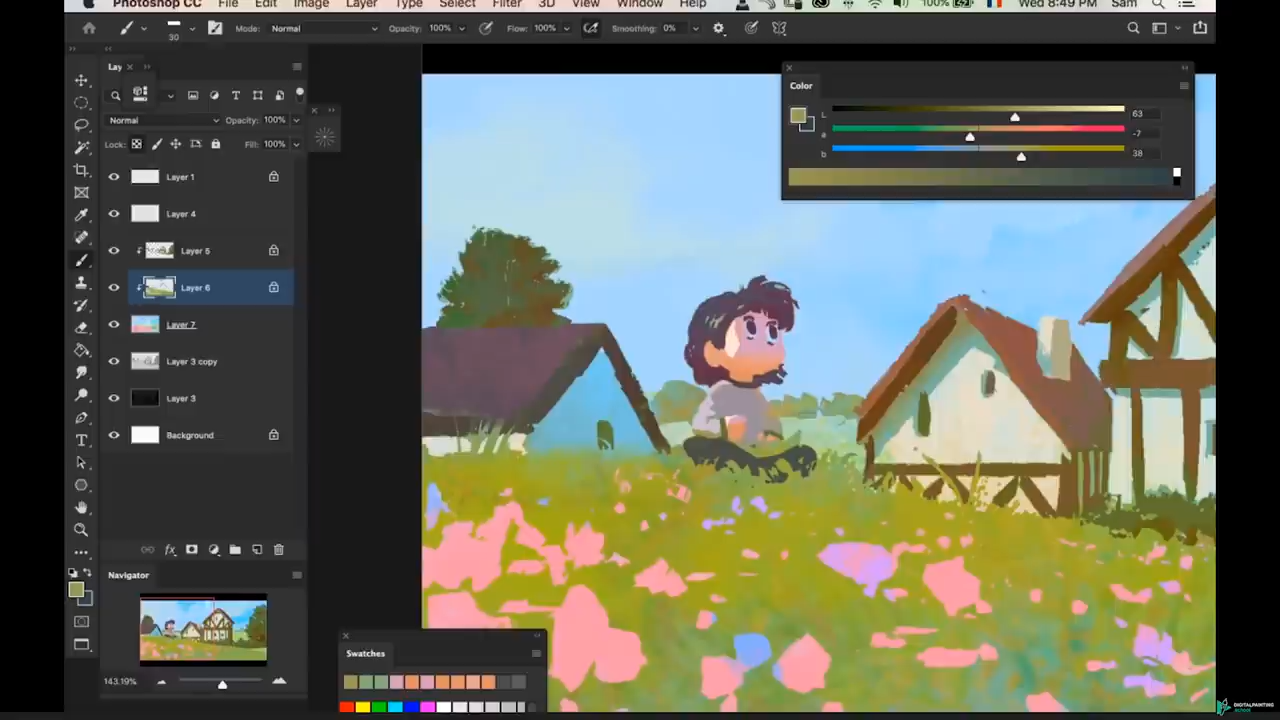 Photoshop CC File Edit Image Layer Type Select Filter 3D View Window Help 100% Wed 8:49 PM Sam
30 Mode: Normal Opacity: 100% Flow: 100% Smoothing: 0%
Lay
Color
Normal Opacity: 100%
L 63
Lock: Fill: 100%
a -7
b 38
Layer 1
Layer 4
Layer 5
Layer 6
Layer 7
Layer 3 copy
Layer 3
Background
fx
Navigator
Swatches
143.19%
DIGITALPAINTING
.SCHOOL